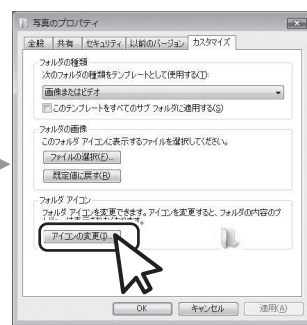 写真のプロパティ
全般 共有 セキュリティ 以前のバージョン カスタマイズ
フォルダの種類
次のフォルダの種類をテンプレートとして使用する(T):
画像またはビデオ
このテンプレートをすべてのサブ フォルダに適用する(S)
フォルダの画像
このフォルダ アイコンに表示するファイルを選択してください。
ファイルの選択(F)...
既定値に戻す(R)
フォルダ アイコン
フォルダ アイコンを変更できます。アイコンを変更すると、フォルダの内容のプ
アイコンの変更(I)...
OK キャンセル 適用(A)